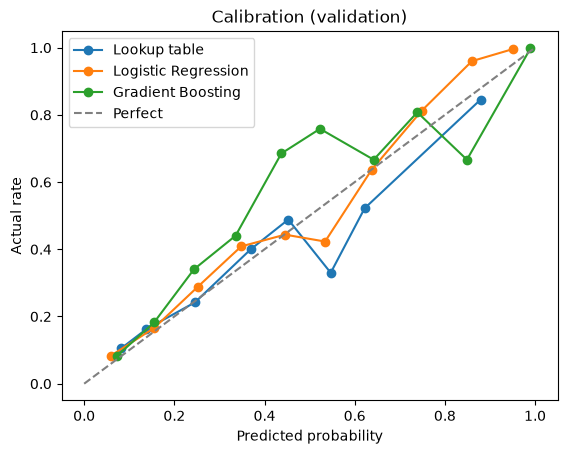 Calibration (validation)
Lookup table
Logistic Regression
Gradient Boosting
Perfect
1.0
0.8
0.6
0.4
0.2
0.0
Actual rate
0.0 0.2 0.4 0.6 0.8 1.0
Predicted probability